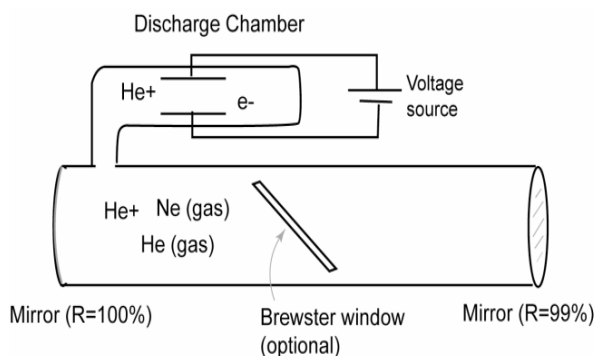 Discharge Chamber
He+
e-
Voltage
source
He+ Ne (gas)
He (gas)
Mirror (R=100%)
Brewster window
(optional)
Mirror (R=99%)